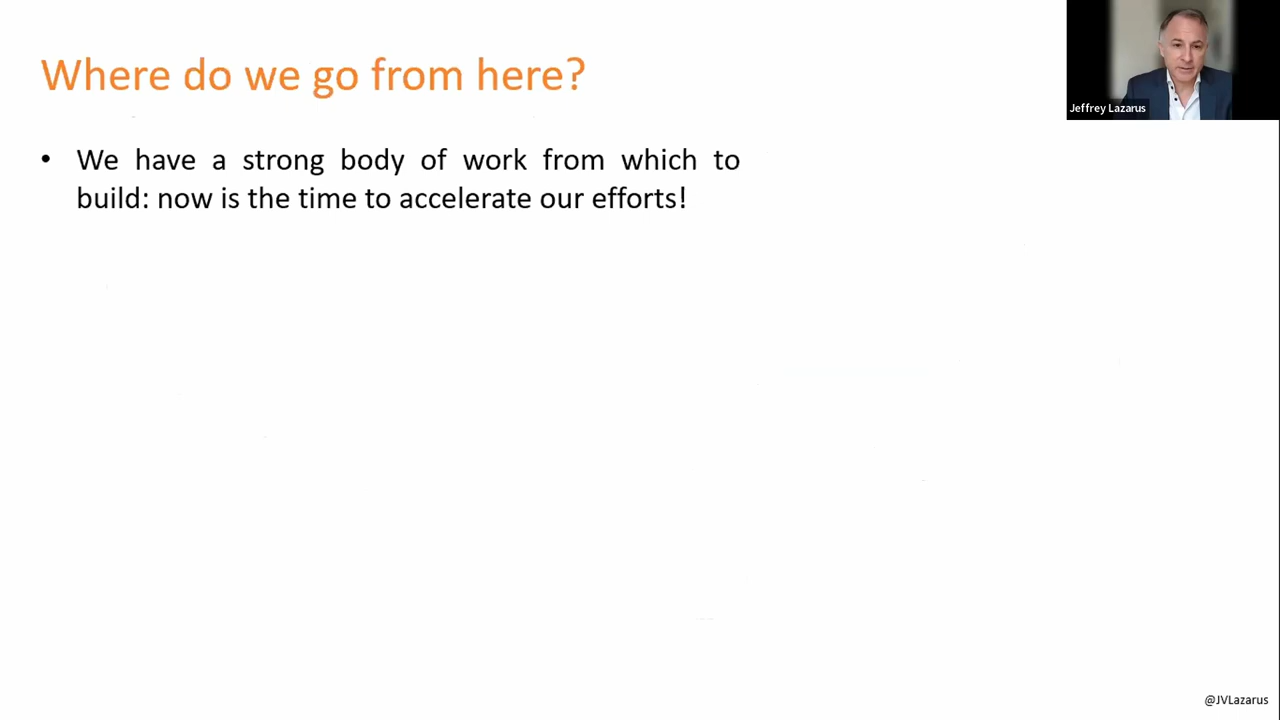 Where do we go from here?
Jeffrey Lazarus
• We have a strong body of work from which to
build: now is the time to accelerate our efforts!
@JVLazarus